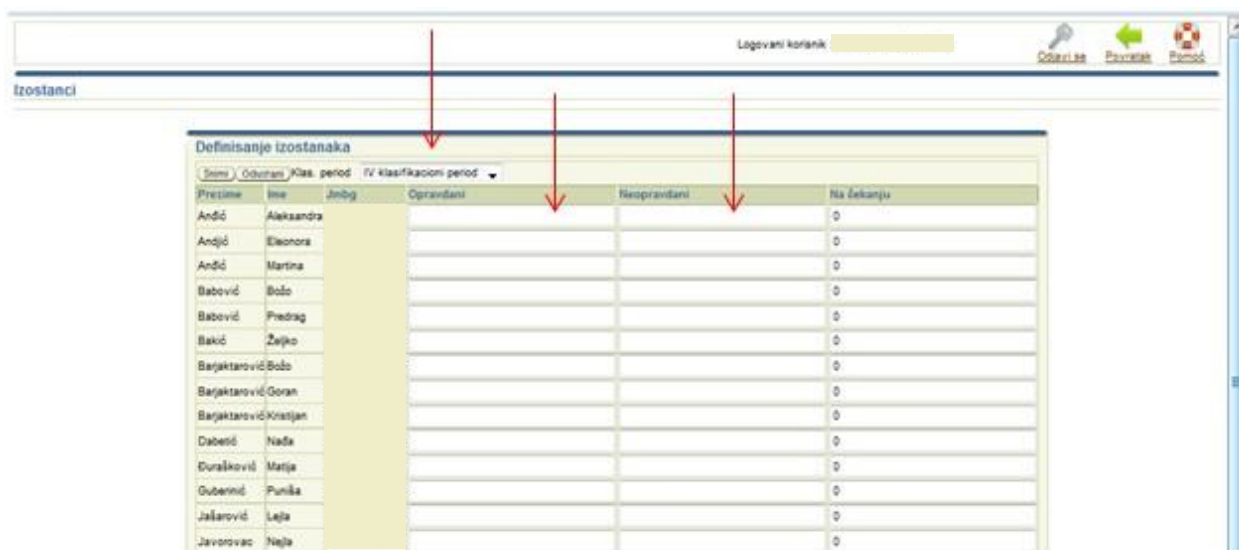 Logovani korisnik
Odjavi se Povratak Pomoć
Izostanci
Definisanje izostanaka
Snimi Odustani Klas. period IV klasifikacioni period
Prezime Ime Jmbg Opravdani Neopravdani Na čekanju
Anđić Aleksandra 0
Andjić Eleonora 0
Anđić Martina 0
Babović Božo 0
Babović Predrag 0
Bakić Željko 0
Barjaktarović Božo 0
Barjaktarović Goran 0
Barjaktarović Kristijan 0
Dabetić Nađa 0
Đurašković Matija 0
Guberinić Puniša 0
Jašarović Lejla 0
Javorovac Nejla 0